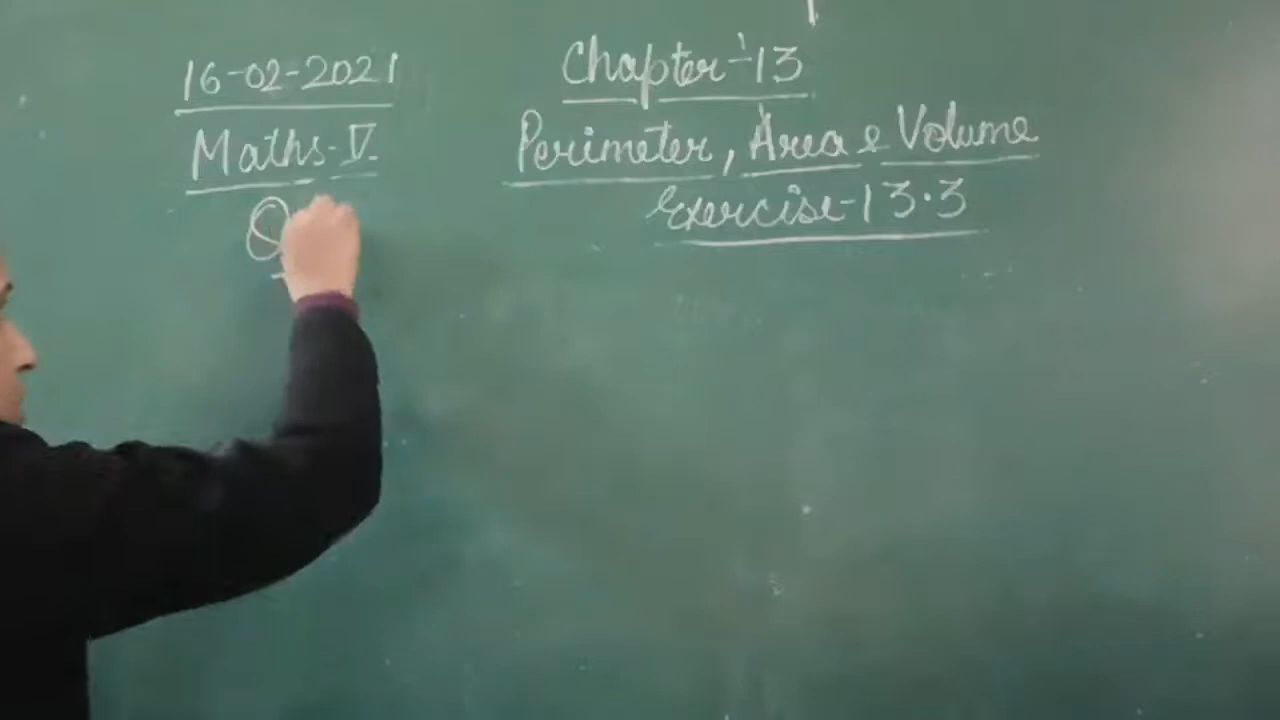 16-02-2021
Maths-V
Q
Chapter-13
Perimeter, Area & Volume
Exercise-13.3